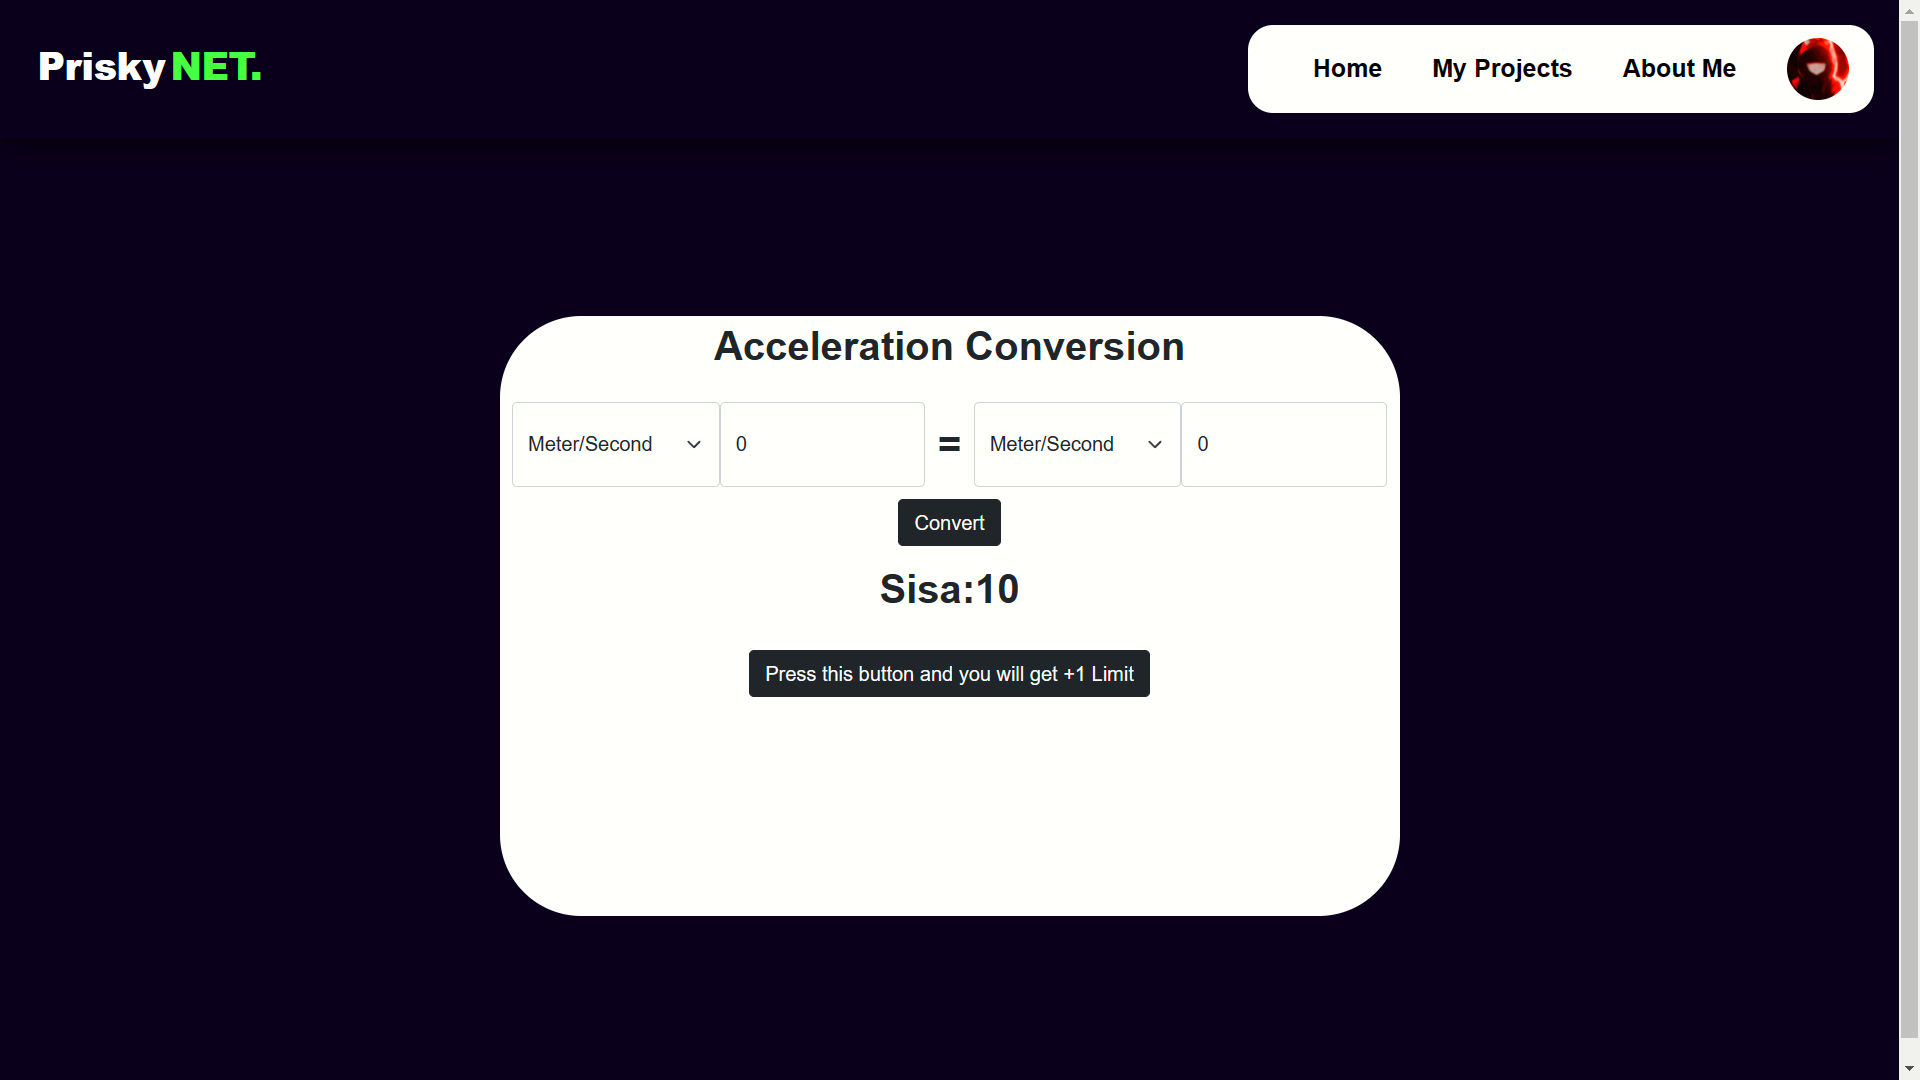 Prisky NET.
Home My Projects About Me
Acceleration Conversion
Meter/Second 0 = Meter/Second 0
Convert
Sisa:10
Press this button and you will get +1 Limit